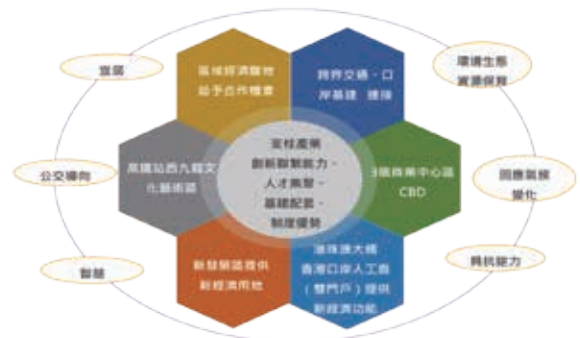 宜居
區域經濟腹地
給予合作機會
跨界交通、口
岸基建 連接
環境生態
資源保育
公交導向
高鐵站西九龍文
化藝術區
支柱產業
創新聯繫能力、
人才集聚、
基建配套、
制度優勢
3個商業中心區
CBD
回應氣候
變化
智慧
新發展區提供
新經濟用地
港珠澳大橋
香港口岸人工島
(雙門戶)提供
新經濟功能
具抗能力